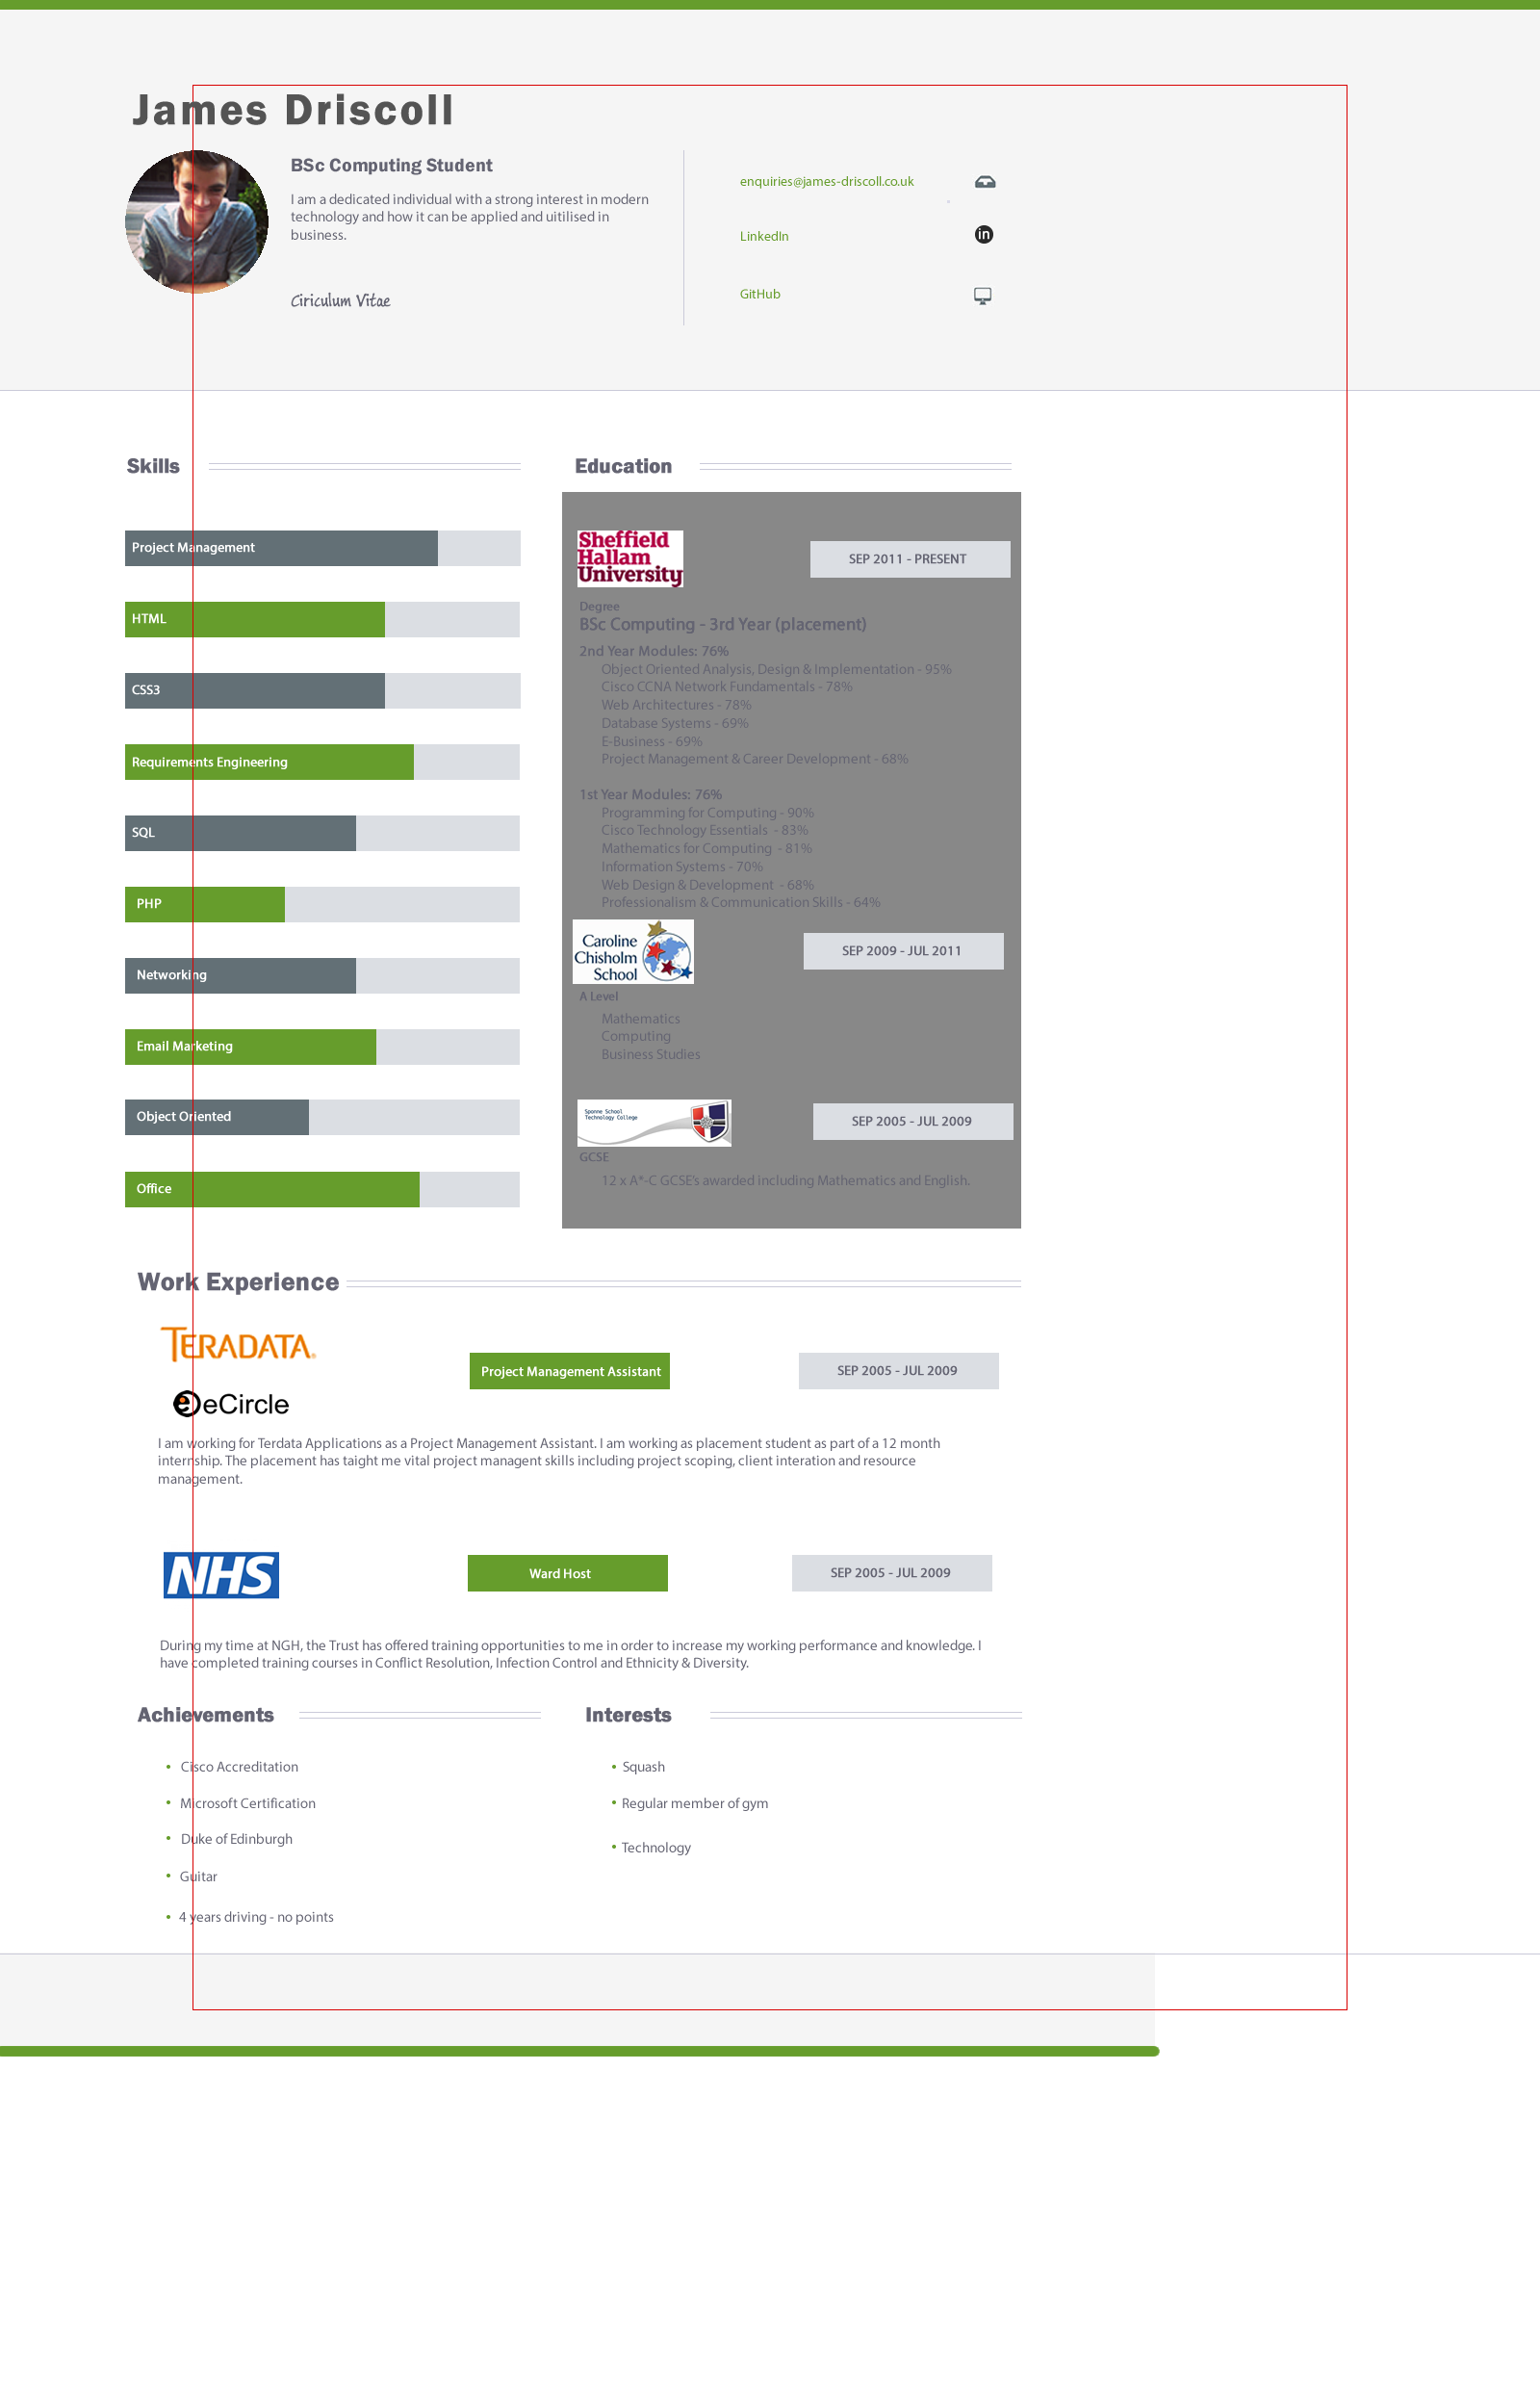 James Driscoll
BSc Computing Student
I am a dedicated individual with a strong interest in modern
technology and how it can be applied and uitilised in
business.
Ciriculum Vitae
enquiries@james-driscoll.co.uk
LinkedIn
in
GitHub
Skills
Project Management
HTML
CSS3
Requirements Engineering
SQL
PHP
Networking
Email Marketing
Object Oriented
Office
Education
Sheffield
Hallam
University
SEP 2011 - PRESENT
Degree
BSc Computing - 3rd Year (placement)
2nd Year Modules: 76%
Object Oriented Analysis, Design & Implementation - 95%
Cisco CCNA Network Fundamentals - 78%
Web Architectures - 78%
Database Systems - 69%
E-Business - 69%
Project Management & Career Development - 68%
1st Year Modules: 76%
Programming for Computing - 90%
Cisco Technology Essentials - 83%
Mathematics for Computing - 81%
Information Systems - 70%
Web Design & Development - 68%
Professionalism & Communication Skills - 64%
Caroline
Chisholm
School
SEP 2009 - JUL 2011
A Level
Mathematics
Computing
Business Studies
Sponne School
Technology College
SEP 2005 - JUL 2009
GCSE
12 x A*-C GCSE's awarded including Mathematics and English.
Work Experience
TERADATA®
eCircle
Project Management Assistant
SEP 2005 - JUL 2009
I am working for Terdata Applications as a Project Management Assistant. I am working as placement student as part of a 12 month
internship. The placement has taight me vital project managent skills including project scoping, client interation and resource
management.
NHS
Ward Host
SEP 2005 - JUL 2009
During my time at NGH, the Trust has offered training opportunities to me in order to increase my working performance and knowledge. I
have completed training courses in Conflict Resolution, Infection Control and Ethnicity & Diversity.
Achievements
• Cisco Accreditation
• Microsoft Certification
• Duke of Edinburgh
• Guitar
• 4 years driving - no points
Interests
• Squash
• Regular member of gym
• Technology